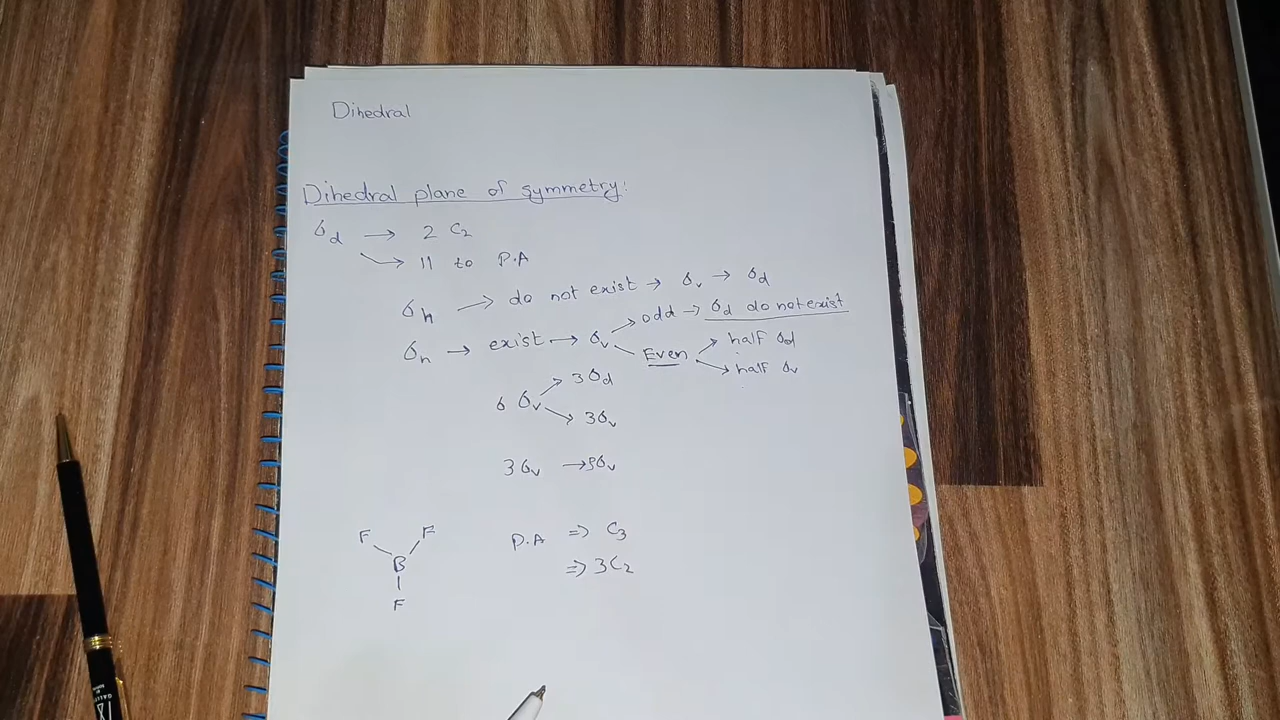 Dihedral
Dihedral plane of symmetry:
σd → 2 C2
→ 11 to P.A
σh → do not exist → σv → σd
σh → exist → σv → odd → σd do not exist
Even → half σd
→ half σv
6 σv → 3σd
→ 3σv
3σv → 3σv
F F
B
F
P.A => C3
=> 3C2